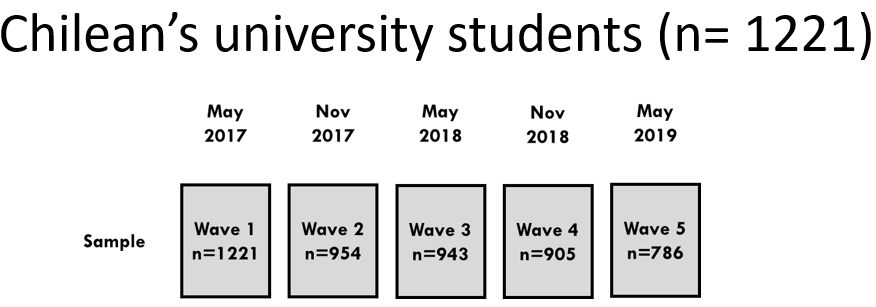 Chilean’s university students (n= 1221)
May Nov May Nov May
2017 2017 2018 2018 2019
Wave 1 Wave 2 Wave 3 Wave 4 Wave 5
Sample
n=1221 n=954 n=943 n=905 n=786